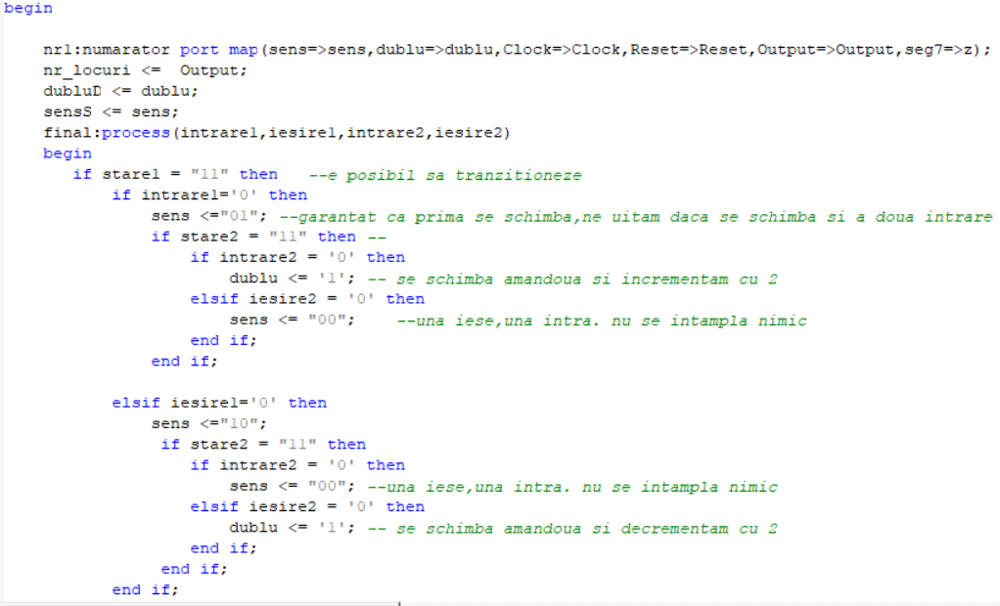 begin
nr1:numarator port map(sens=>sens,dublu=>dublu,Clock=>Clock,Reset=>Reset,Output=>Output,seg7=>z);
nr_locuri <=  Output;
dubluD <= dublu;
sensS <= sens;
final:process(intrare1,iesire1,intrare2,iesire2)
begin
if stare1 = "11" then   --e posibil sa tranzitioneze
if intrare1='0' then
sens <="01"; --garantat ca prima se schimba,ne uitam daca se schimba si a doua intrare
if stare2 = "11" then --
if intrare2 = '0' then
dublu <= '1'; -- se schimba amandoua si incrementam cu 2
elsif iesire2 = '0' then
sens <= "00";    --una iese,una intra. nu se intampla nimic
end if;
end if;
elsif iesire1='0' then
sens <="10";
if stare2 = "11" then
if intrare2 = '0' then
sens <= "00"; --una iese,una intra. nu se intampla nimic
elsif iesire2 = '0' then
dublu <= '1'; -- se schimba amandoua si decrementam cu 2
end if;
end if;
end if;